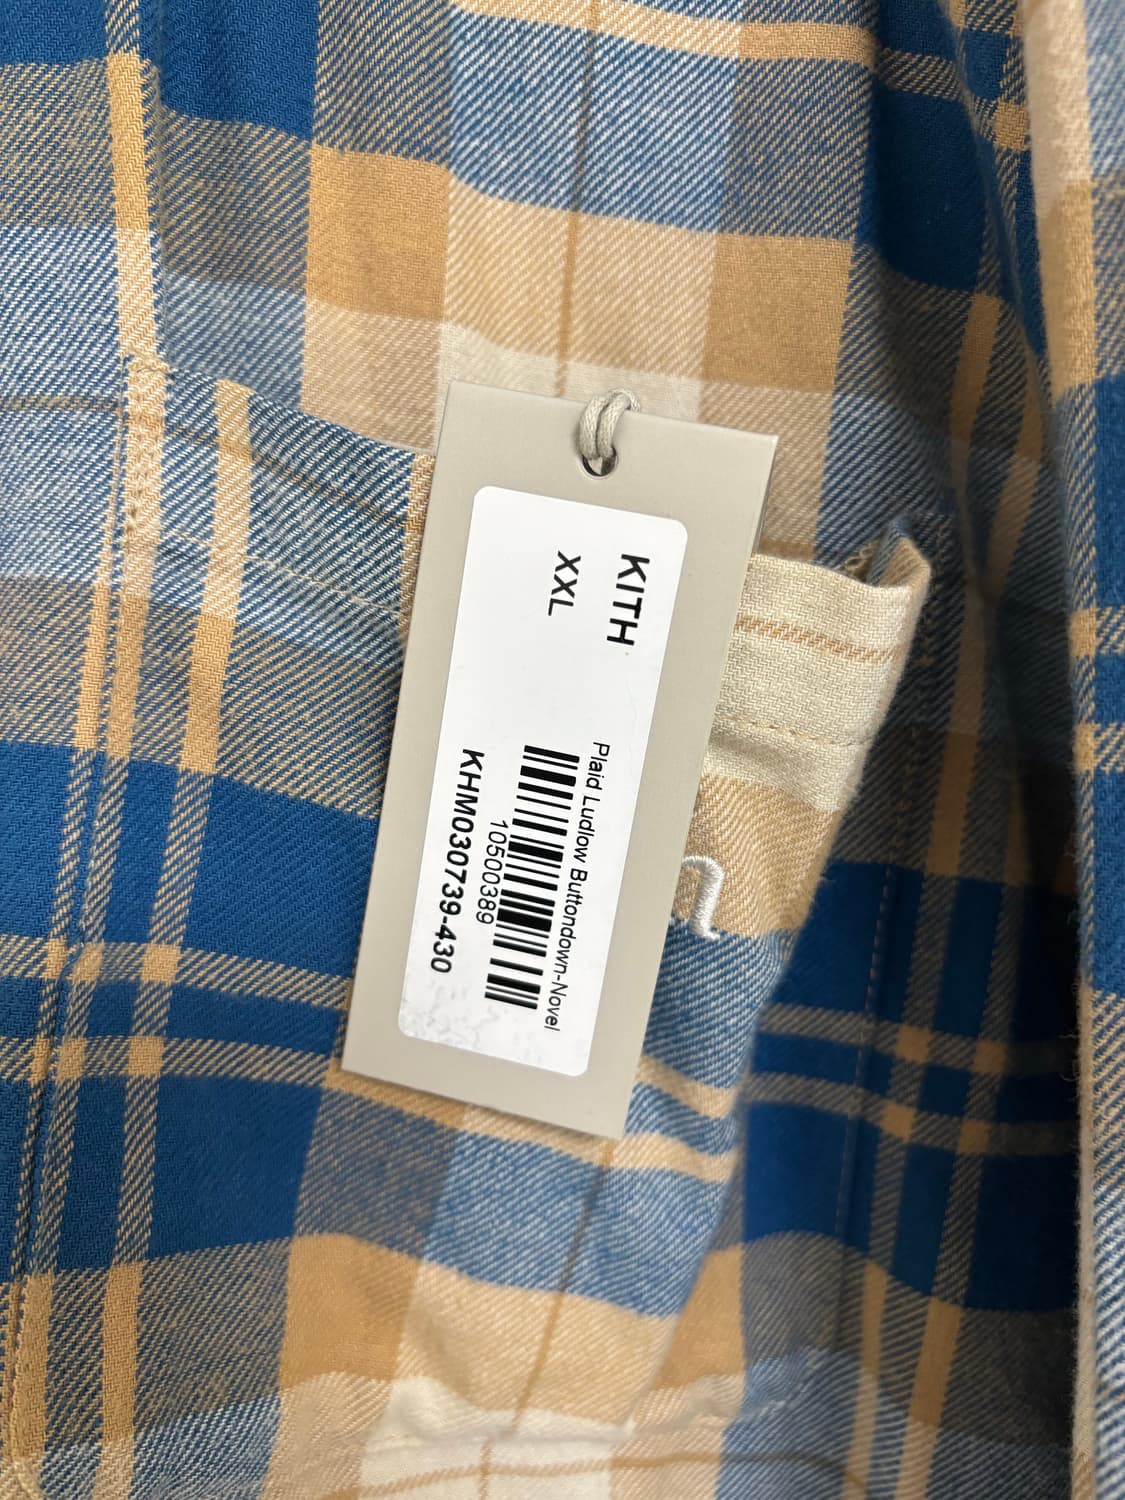 KITH
XXL
Plaid Ludlow Buttondown-Novel
10500389
KHM030739-430